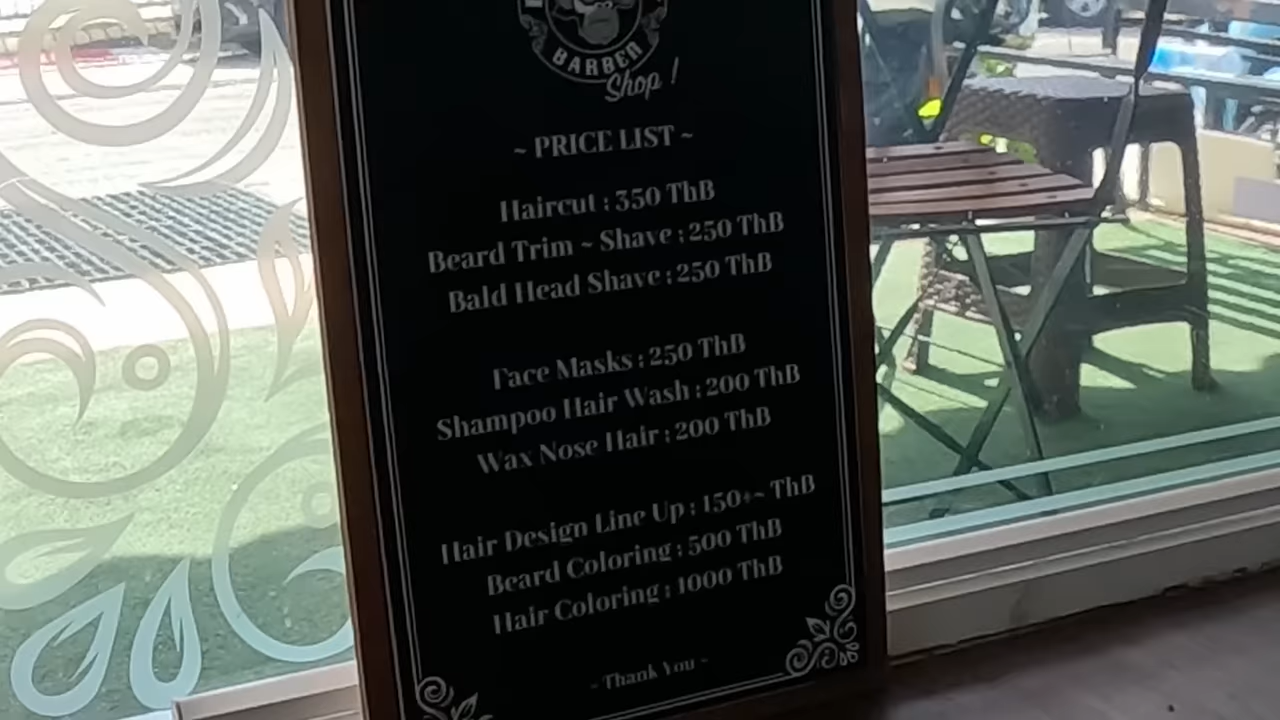 BARBER
Shop!
~ PRICE LIST ~
Haircut : 350 ThB
Beard Trim ~ Shave : 250 ThB
Bald Head Shave : 250 ThB
Face Masks : 250 ThB
Shampoo Hair Wash : 200 ThB
Wax Nose Hair : 200 ThB
Hair Design Line Up : 150+~ ThB
Beard Coloring : 500 ThB
Hair Coloring : 1000 ThB
~ Thank You ~